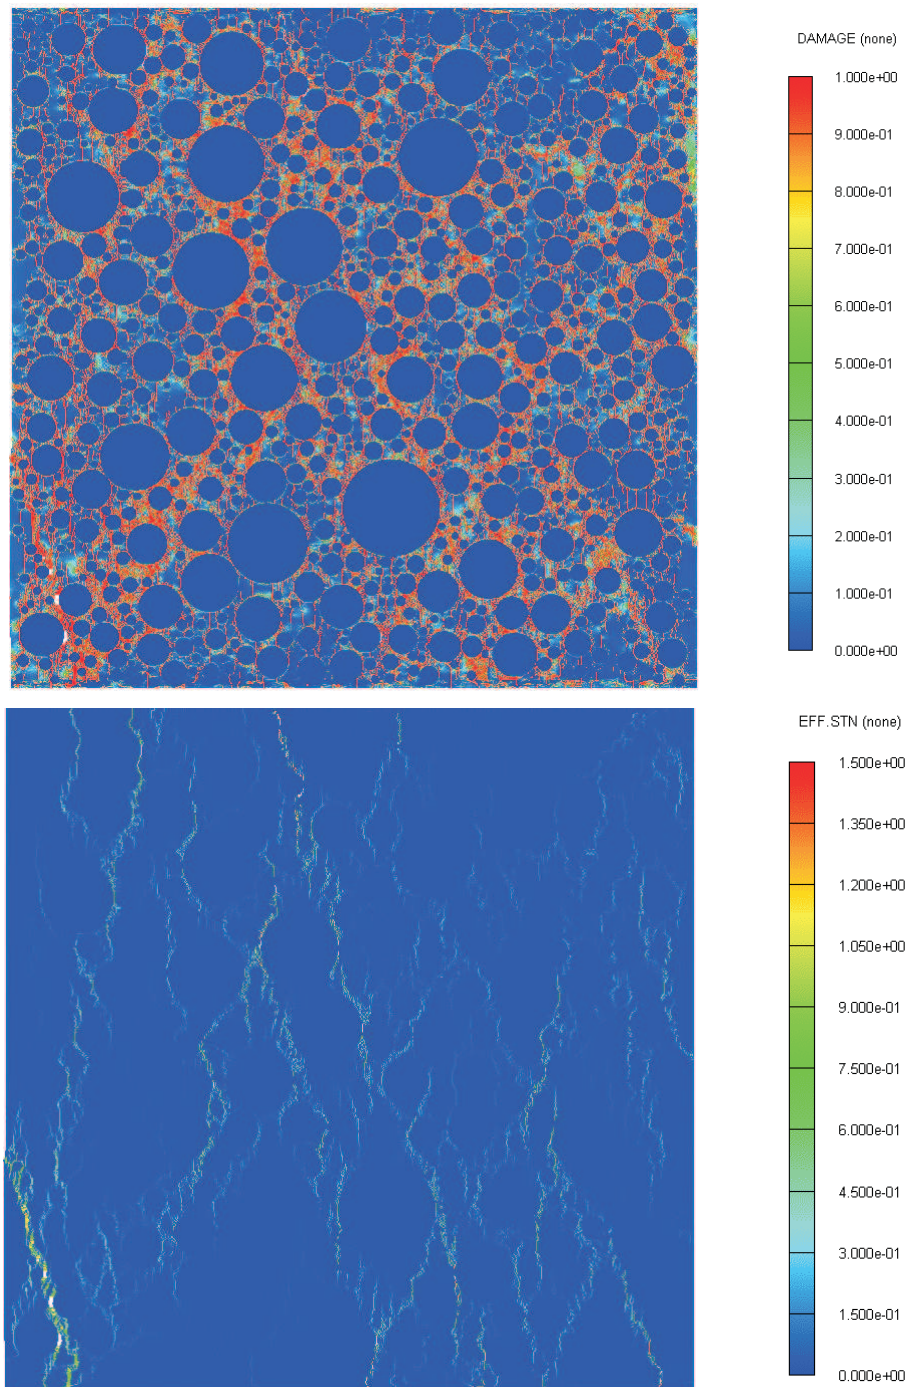 DAMAGE (none)
1.000e+00
9.000e-01
8.000e-01
7.000e-01
6.000e-01
5.000e-01
4.000e-01
3.000e-01
2.000e-01
1.000e-01
0.000e+00
EFF.STN (none)
1.500e+00
1.350e+00
1.200e+00
1.050e+00
9.000e-01
7.500e-01
6.000e-01
4.500e-01
3.000e-01
1.500e-01
0.000e+00